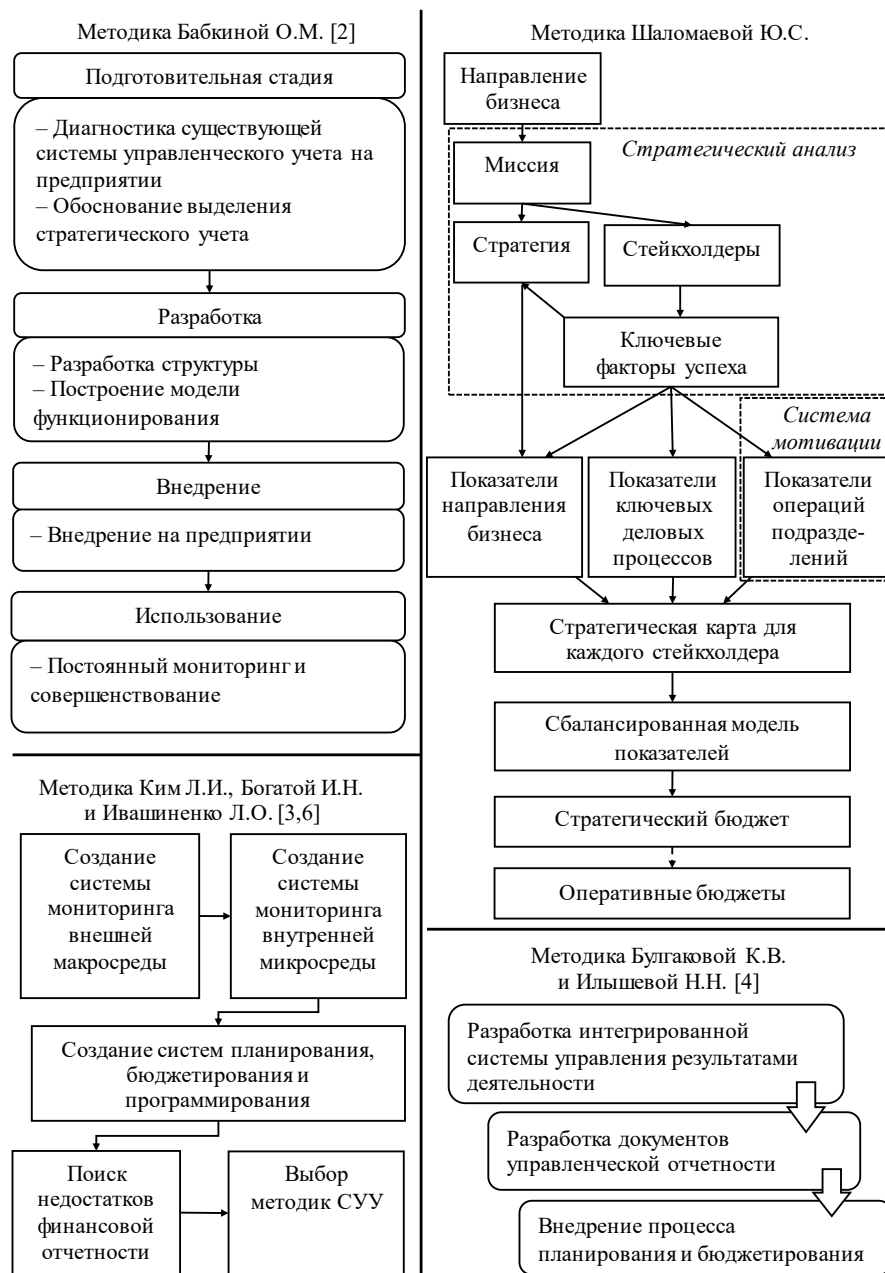 Методика Бабкиной О.М. [2]
Подготовительная стадия
– Диагностика существующей
системы управленческого учета на
предприятии
– Обоснование выделения
стратегического учета
Разработка
– Разработка структуры
– Построение модели
функционирования
Внедрение
– Внедрение на предприятии
Использование
– Постоянный мониторинг и
совершенствование
Методика Ким Л.И., Богатой И.Н.
и Ивашиненко Л.О. [3,6]
Создание
системы
мониторинга
внешней
макросреды
Создание
системы
мониторинга
внутренней
микросреды
Создание систем планирования,
бюджетирования и
программирования
Поиск
недостатков
финансовой
отчетности
Выбор
методик СУУ
Методика Шаломаевой Ю.С.
Направление
бизнеса
Стратегический анализ
Миссия
Стратегия
Стейкхолдеры
Ключевые
факторы успеха
Система
мотивации
Показатели
направления
бизнеса
Показатели
ключевых
деловых
процессов
Показатели
операций
подразде-
лений
Стратегическая карта для
каждого стейкхолдера
Сбалансированная модель
показателей
Стратегический бюджет
Оперативные бюджеты
Методика Булгаковой К.В.
и Илышевой Н.Н. [4]
Разработка интегрированной
системы управления результатами
деятельности
Разработка документов
управленческой отчетности
Внедрение процесса
планирования и бюджетирования